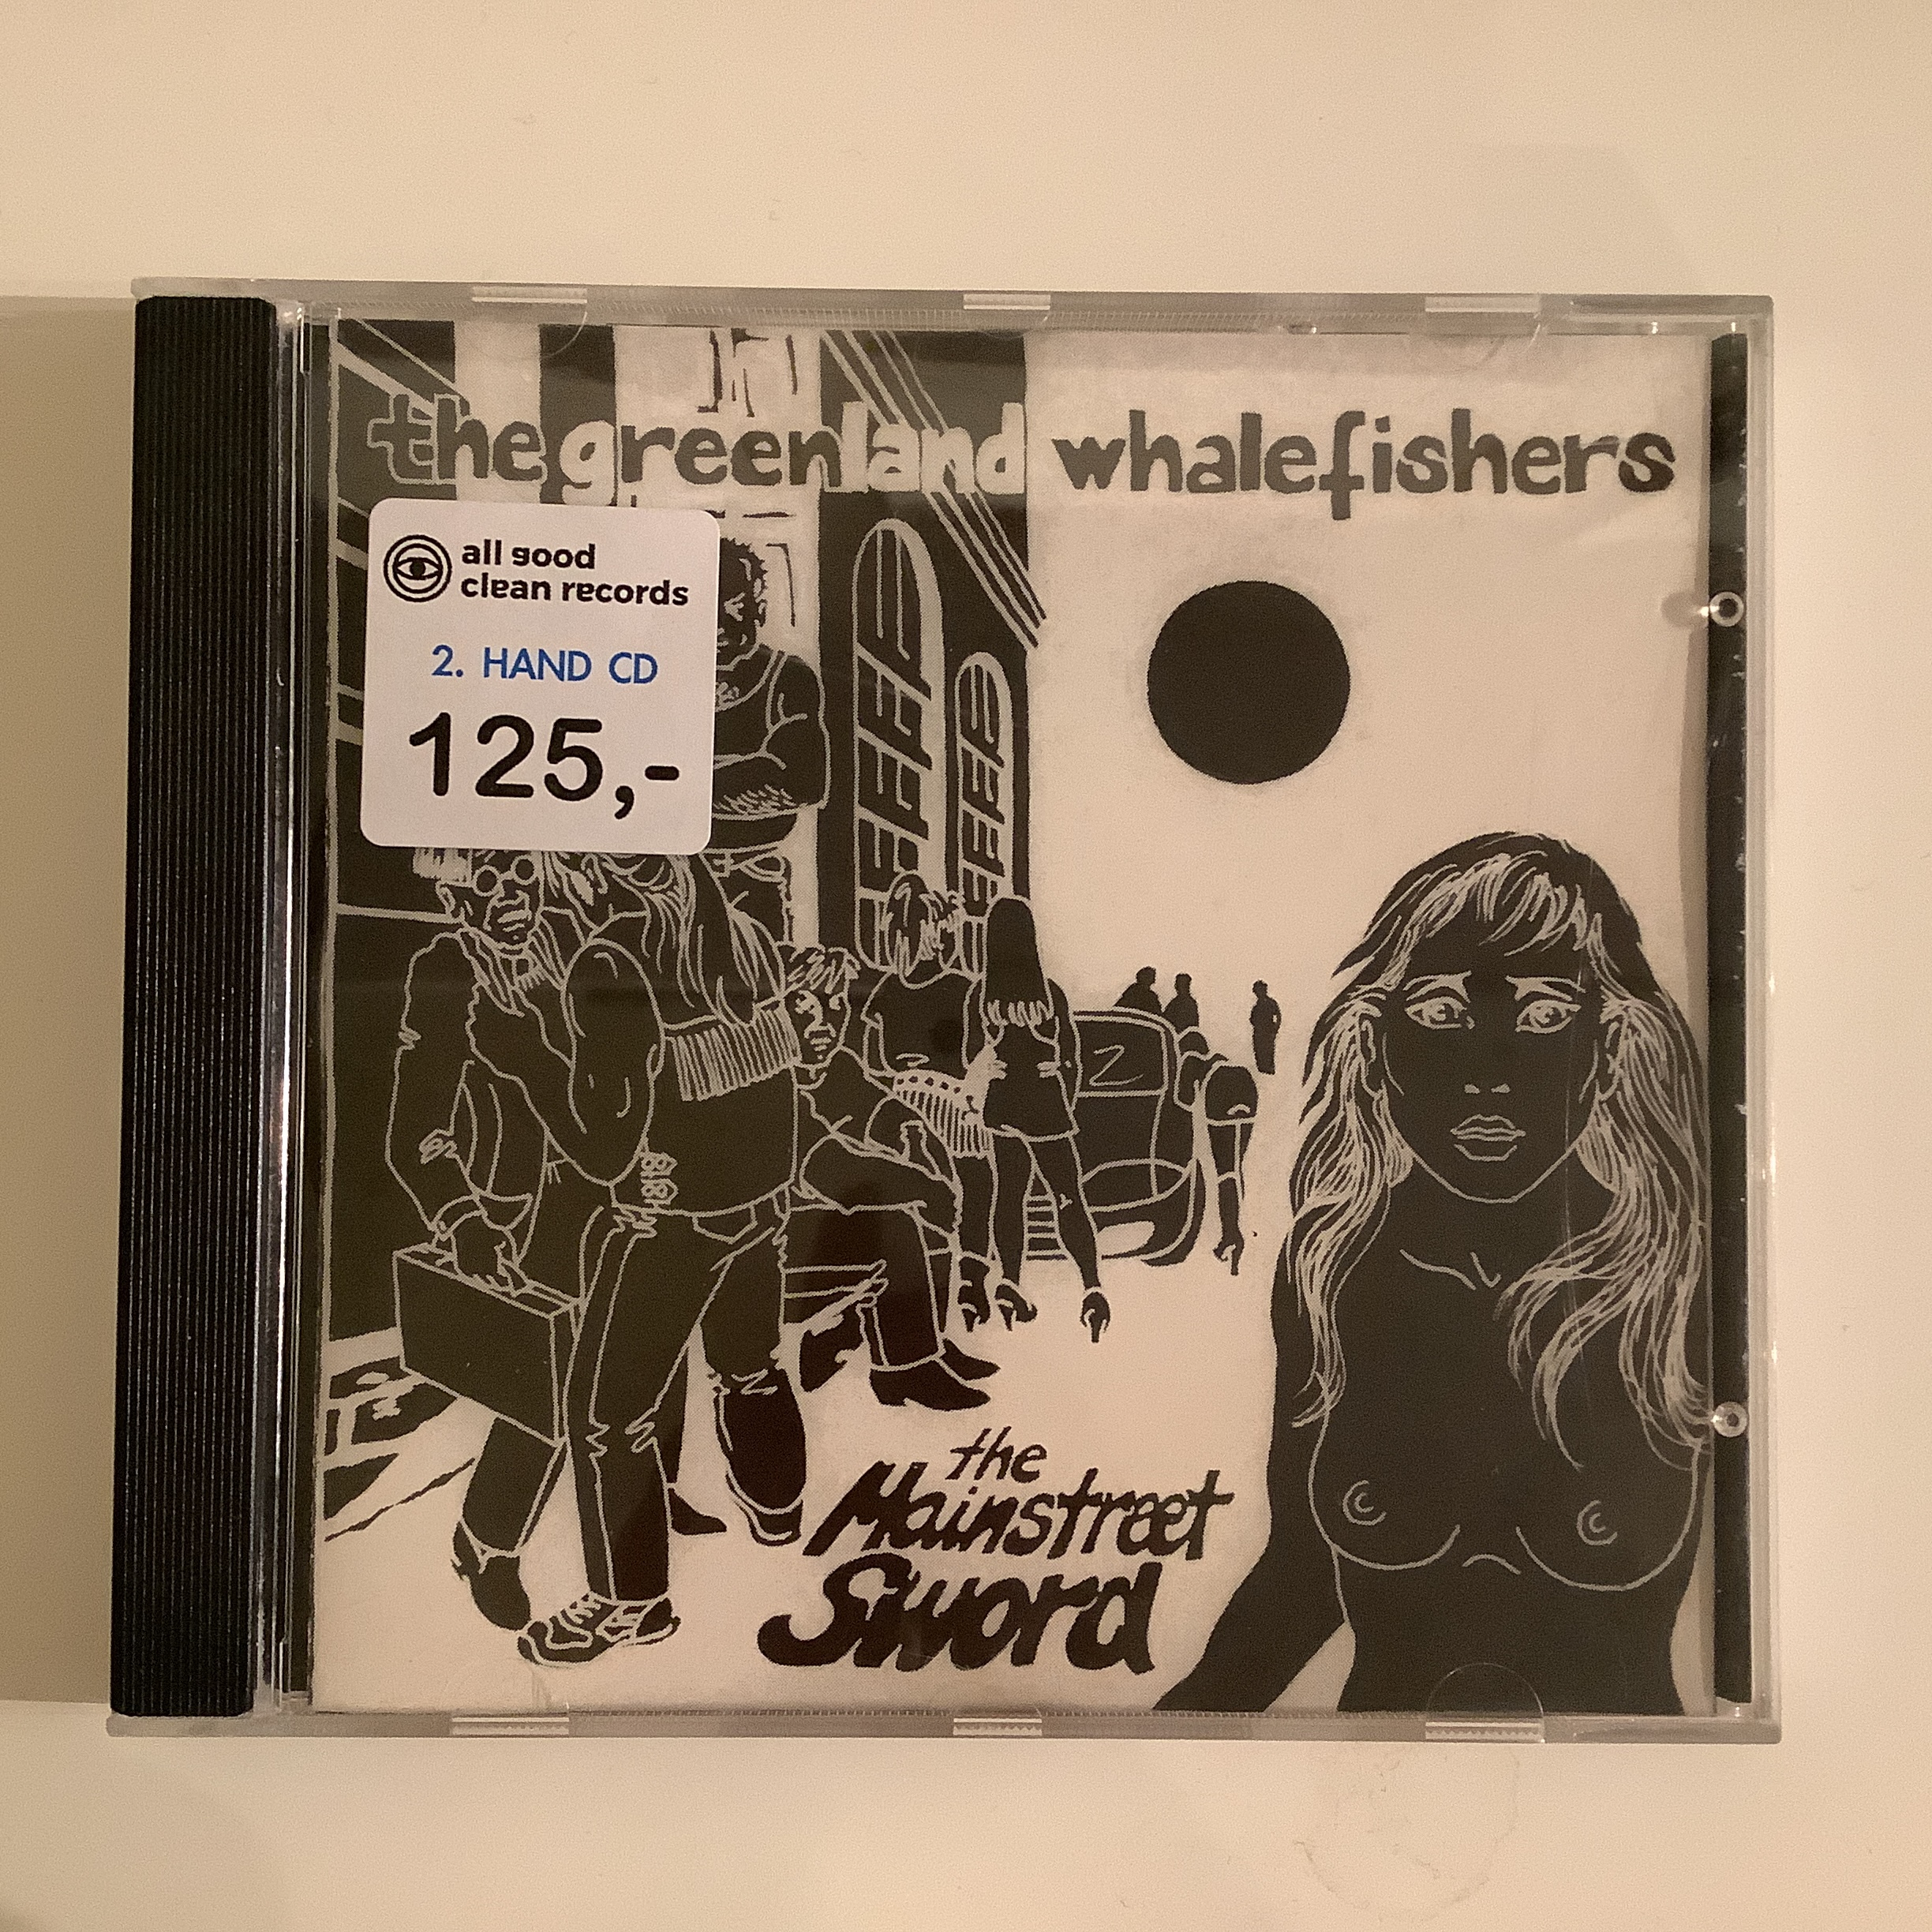 the greenland whalefishers
all good
clean records
2. HAND CD
125,-
the
Mainstreet
Sword